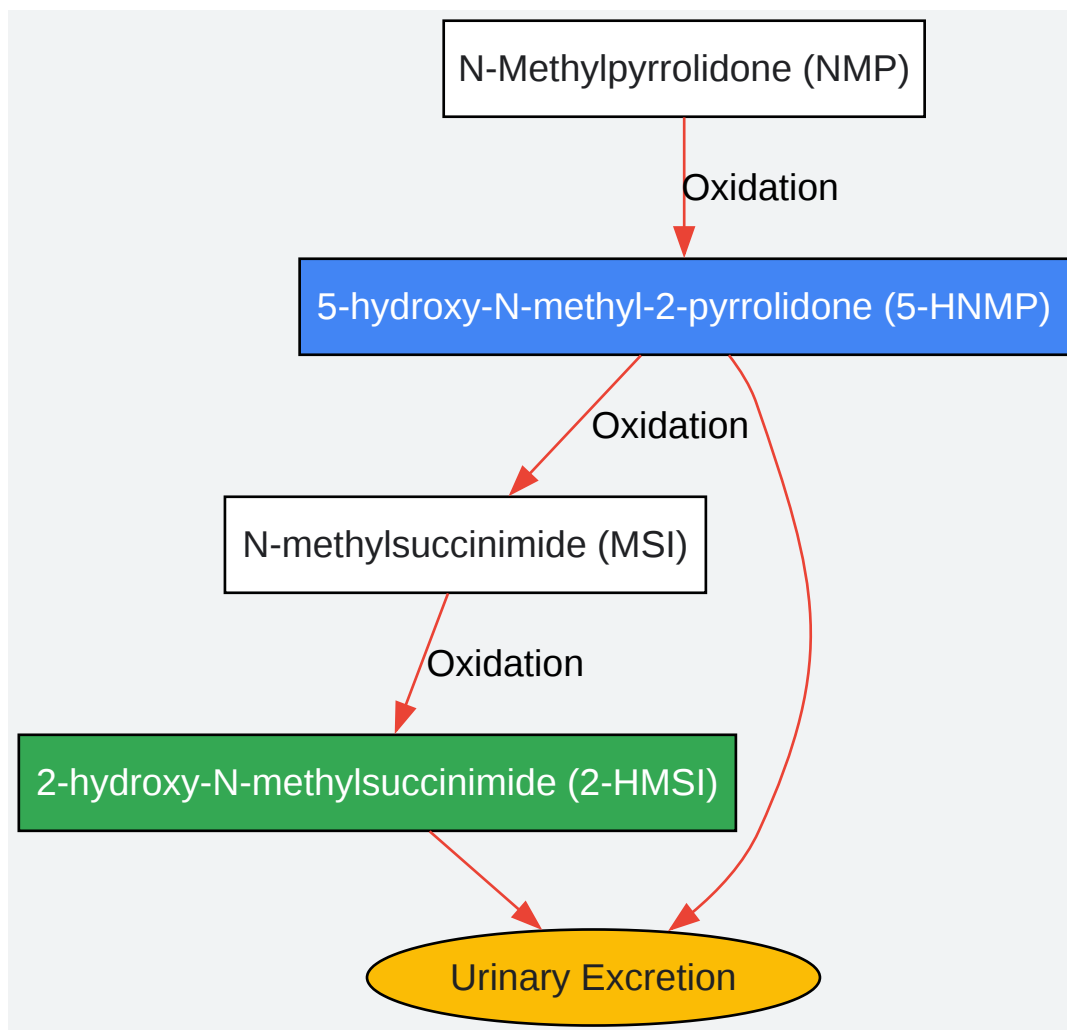 N-Methylpyrrolidone (NMP)
Oxidation
5-hydroxy-N-methyl-2-pyrrolidone (5-HNMP)
Oxidation
N-methylsuccinimide (MSI)
Oxidation
2-hydroxy-N-methylsuccinimide (2-HMSI)
Urinary Excretion